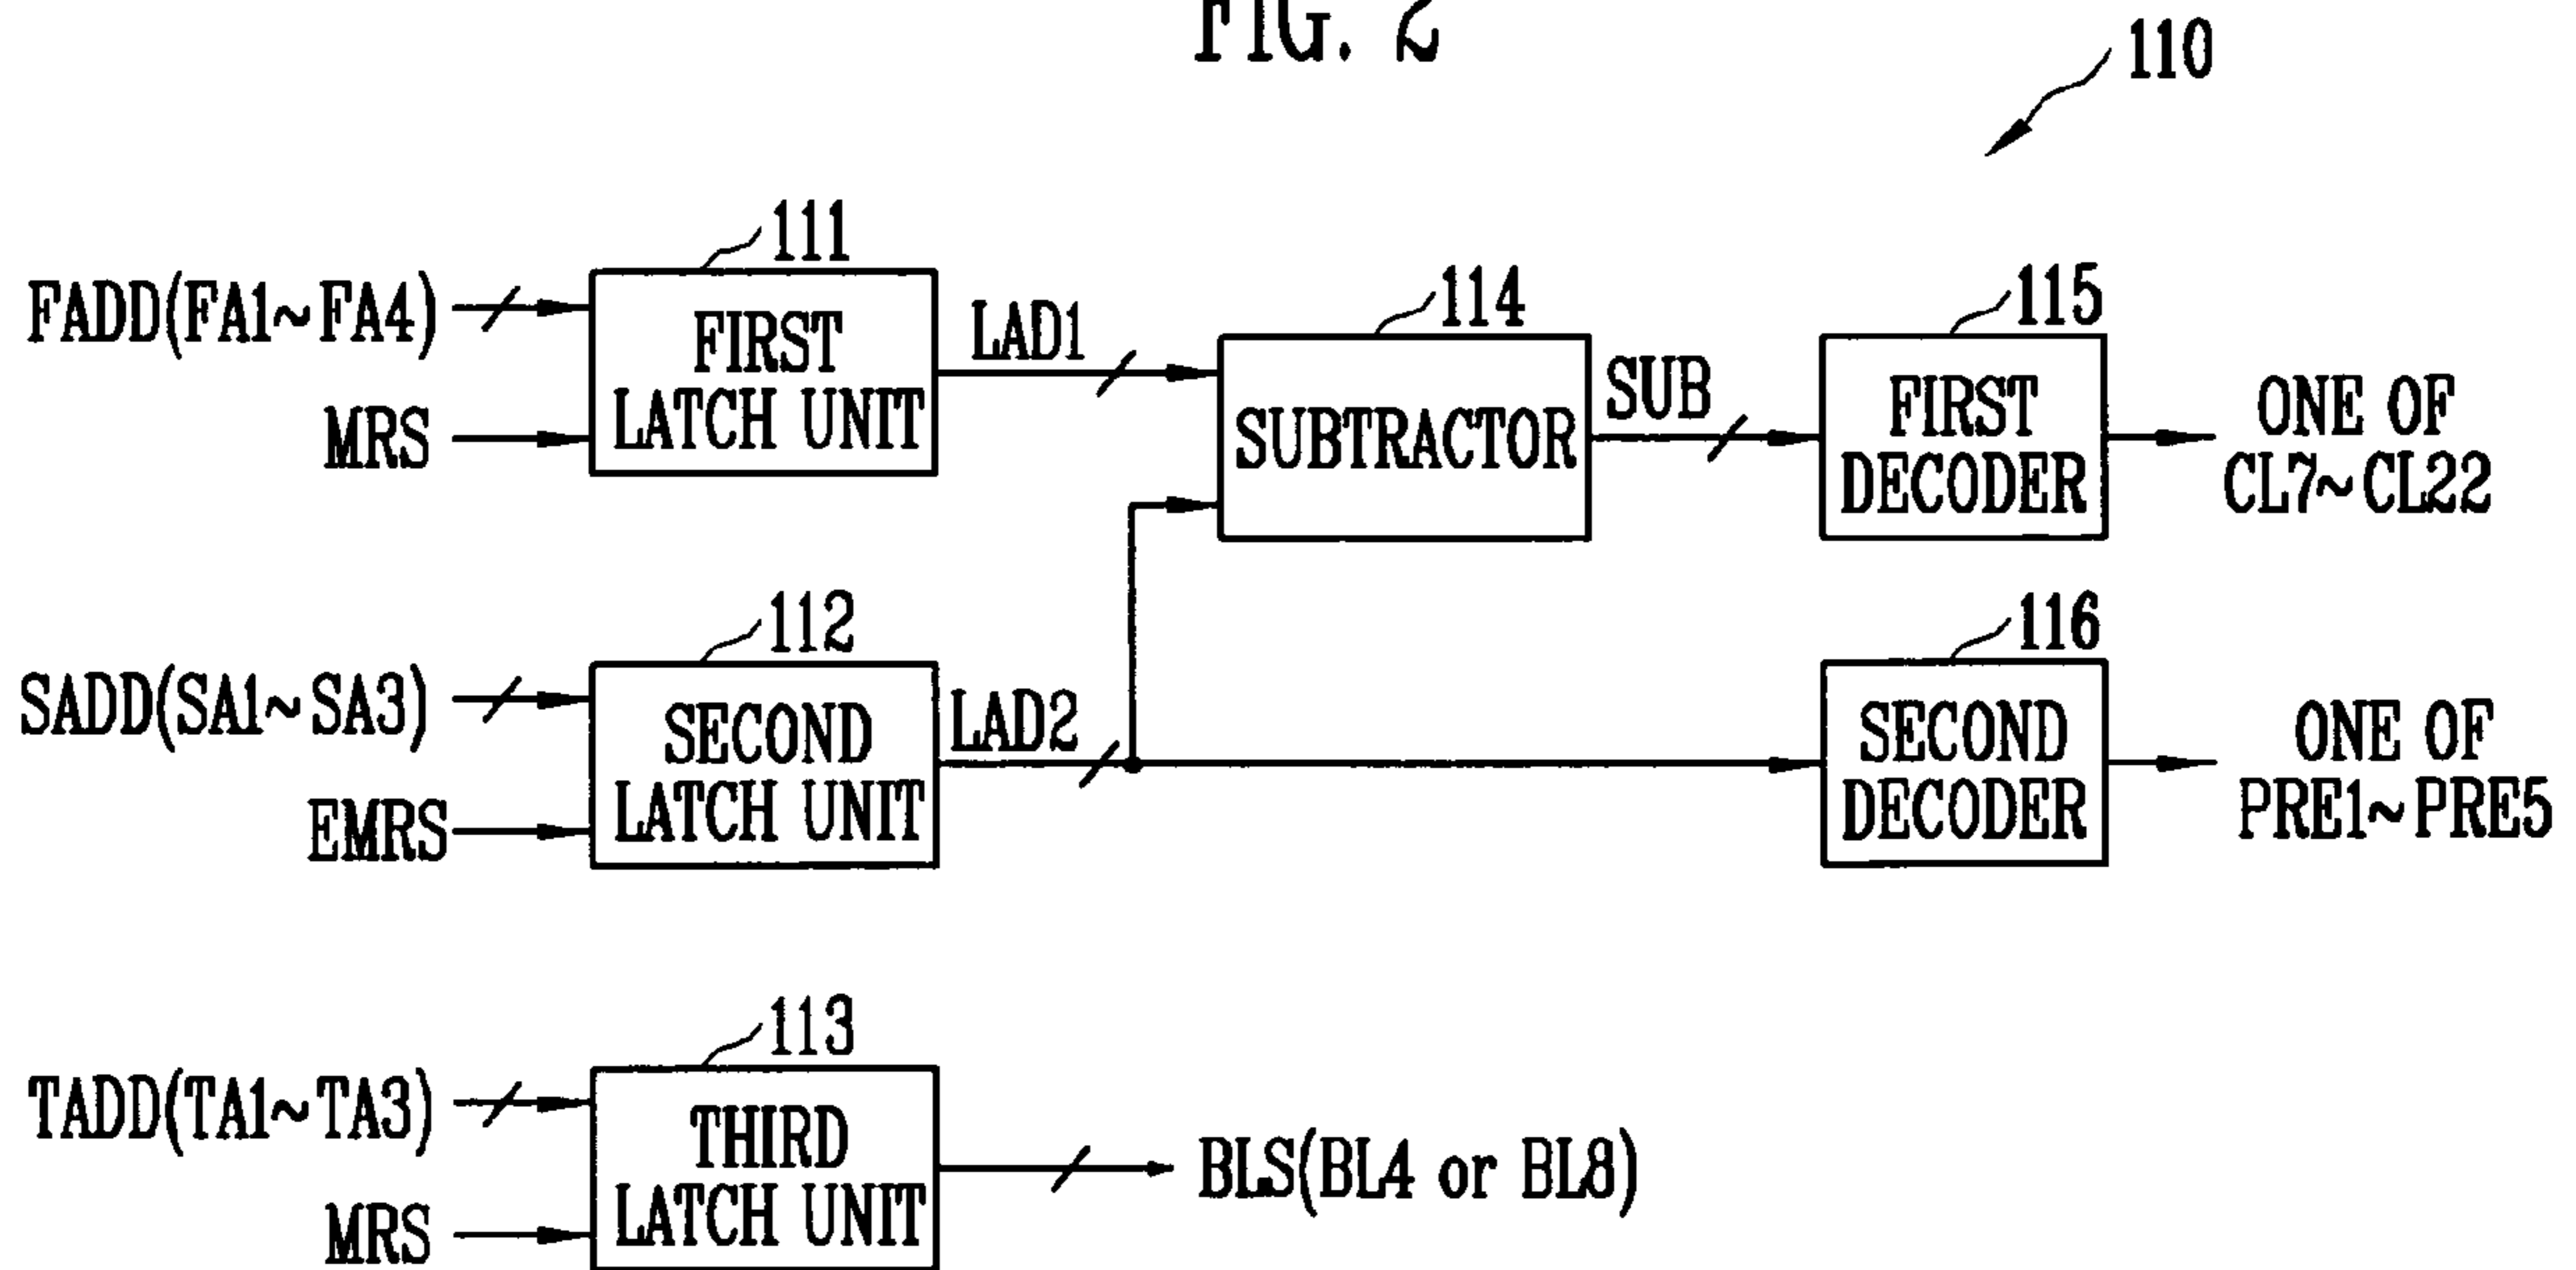 FIG. 2
110
111
FADD(FA1~FA4)
MRS
FIRST
LATCH UNIT
LAD1
114
SUBTRACTOR
SUB
115
FIRST
DECODER
ONE OF
CL7~CL22
112
SADD(SA1~SA3)
EMRS
SECOND
LATCH UNIT
LAD2
116
SECOND
DECODER
ONE OF
PRE1~PRE5
113
TADD(TA1~TA3)
MRS
THIRD
LATCH UNIT
BLS(BL4 or BL8)